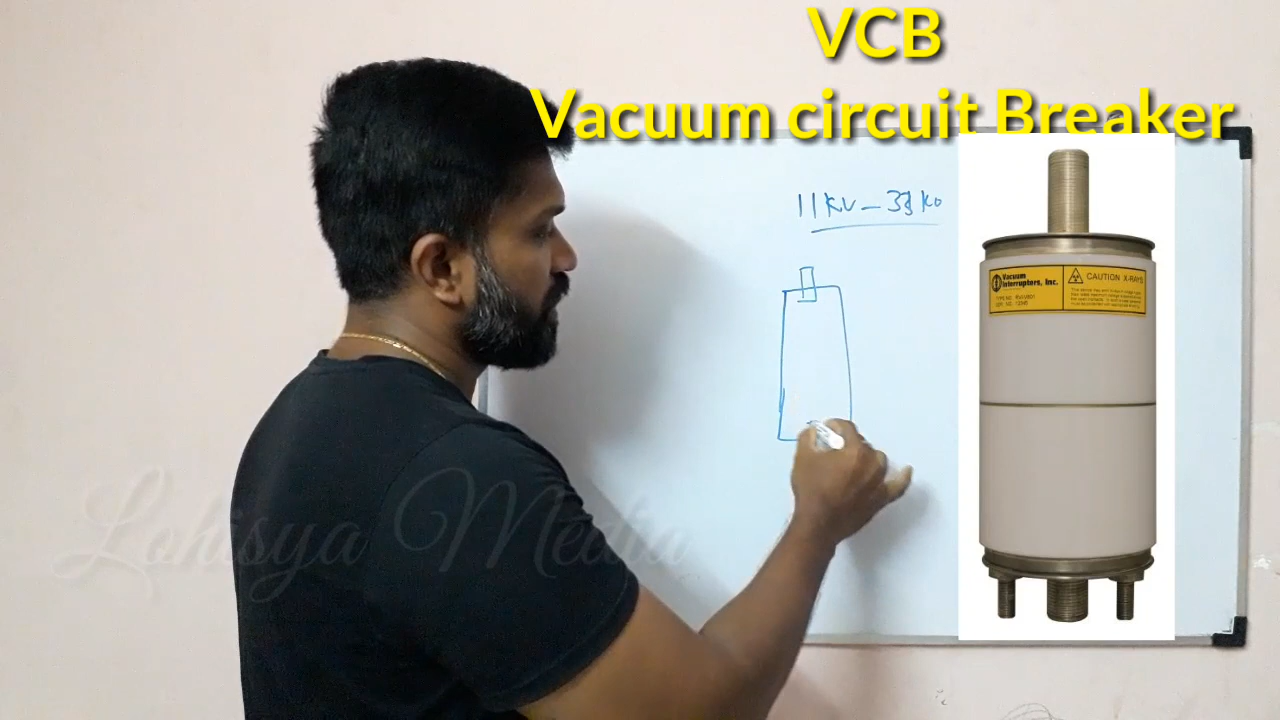 VCB
Vacuum circuit Breaker
11KV - 33KV
Vacuum
Interrupters, Inc.
CAUTION X-RAYS
Lohisya Media